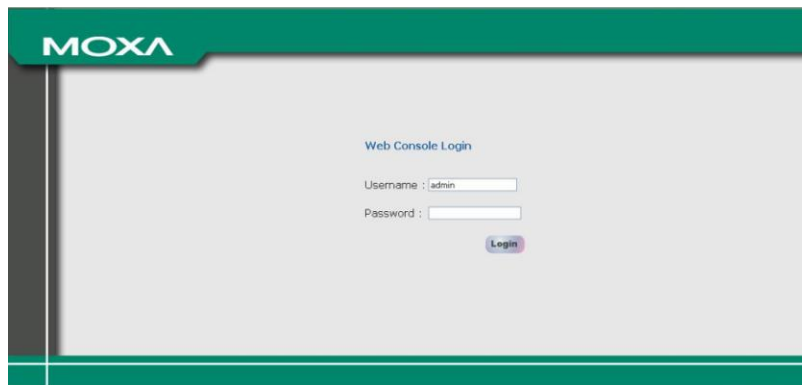 MOXA
Web Console Login
Username : admin
Password :
Login